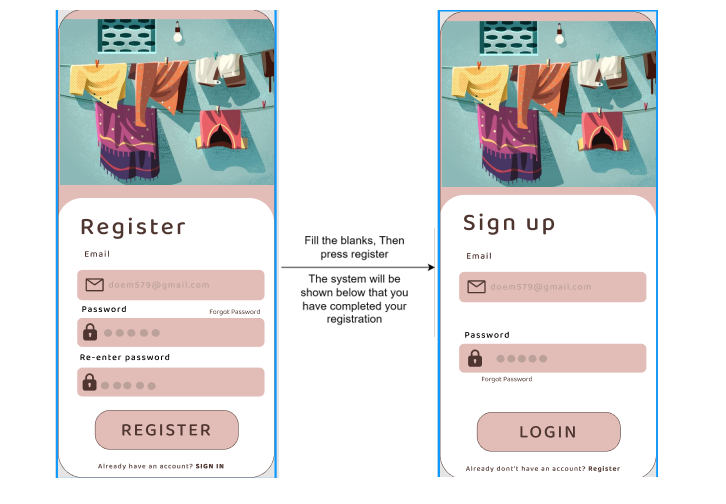 Register
Email
doem579@gmail.com
Password
Forgot Password
Re-enter password
REGISTER
Already have an account? SIGN IN
Fill the blanks, Then
press register
The system will be
shown below that you
have completed your
registration
Sign up
Email
doem579@gmail.com
Password
Forgot Password
LOGIN
Already dont't have an account? Register